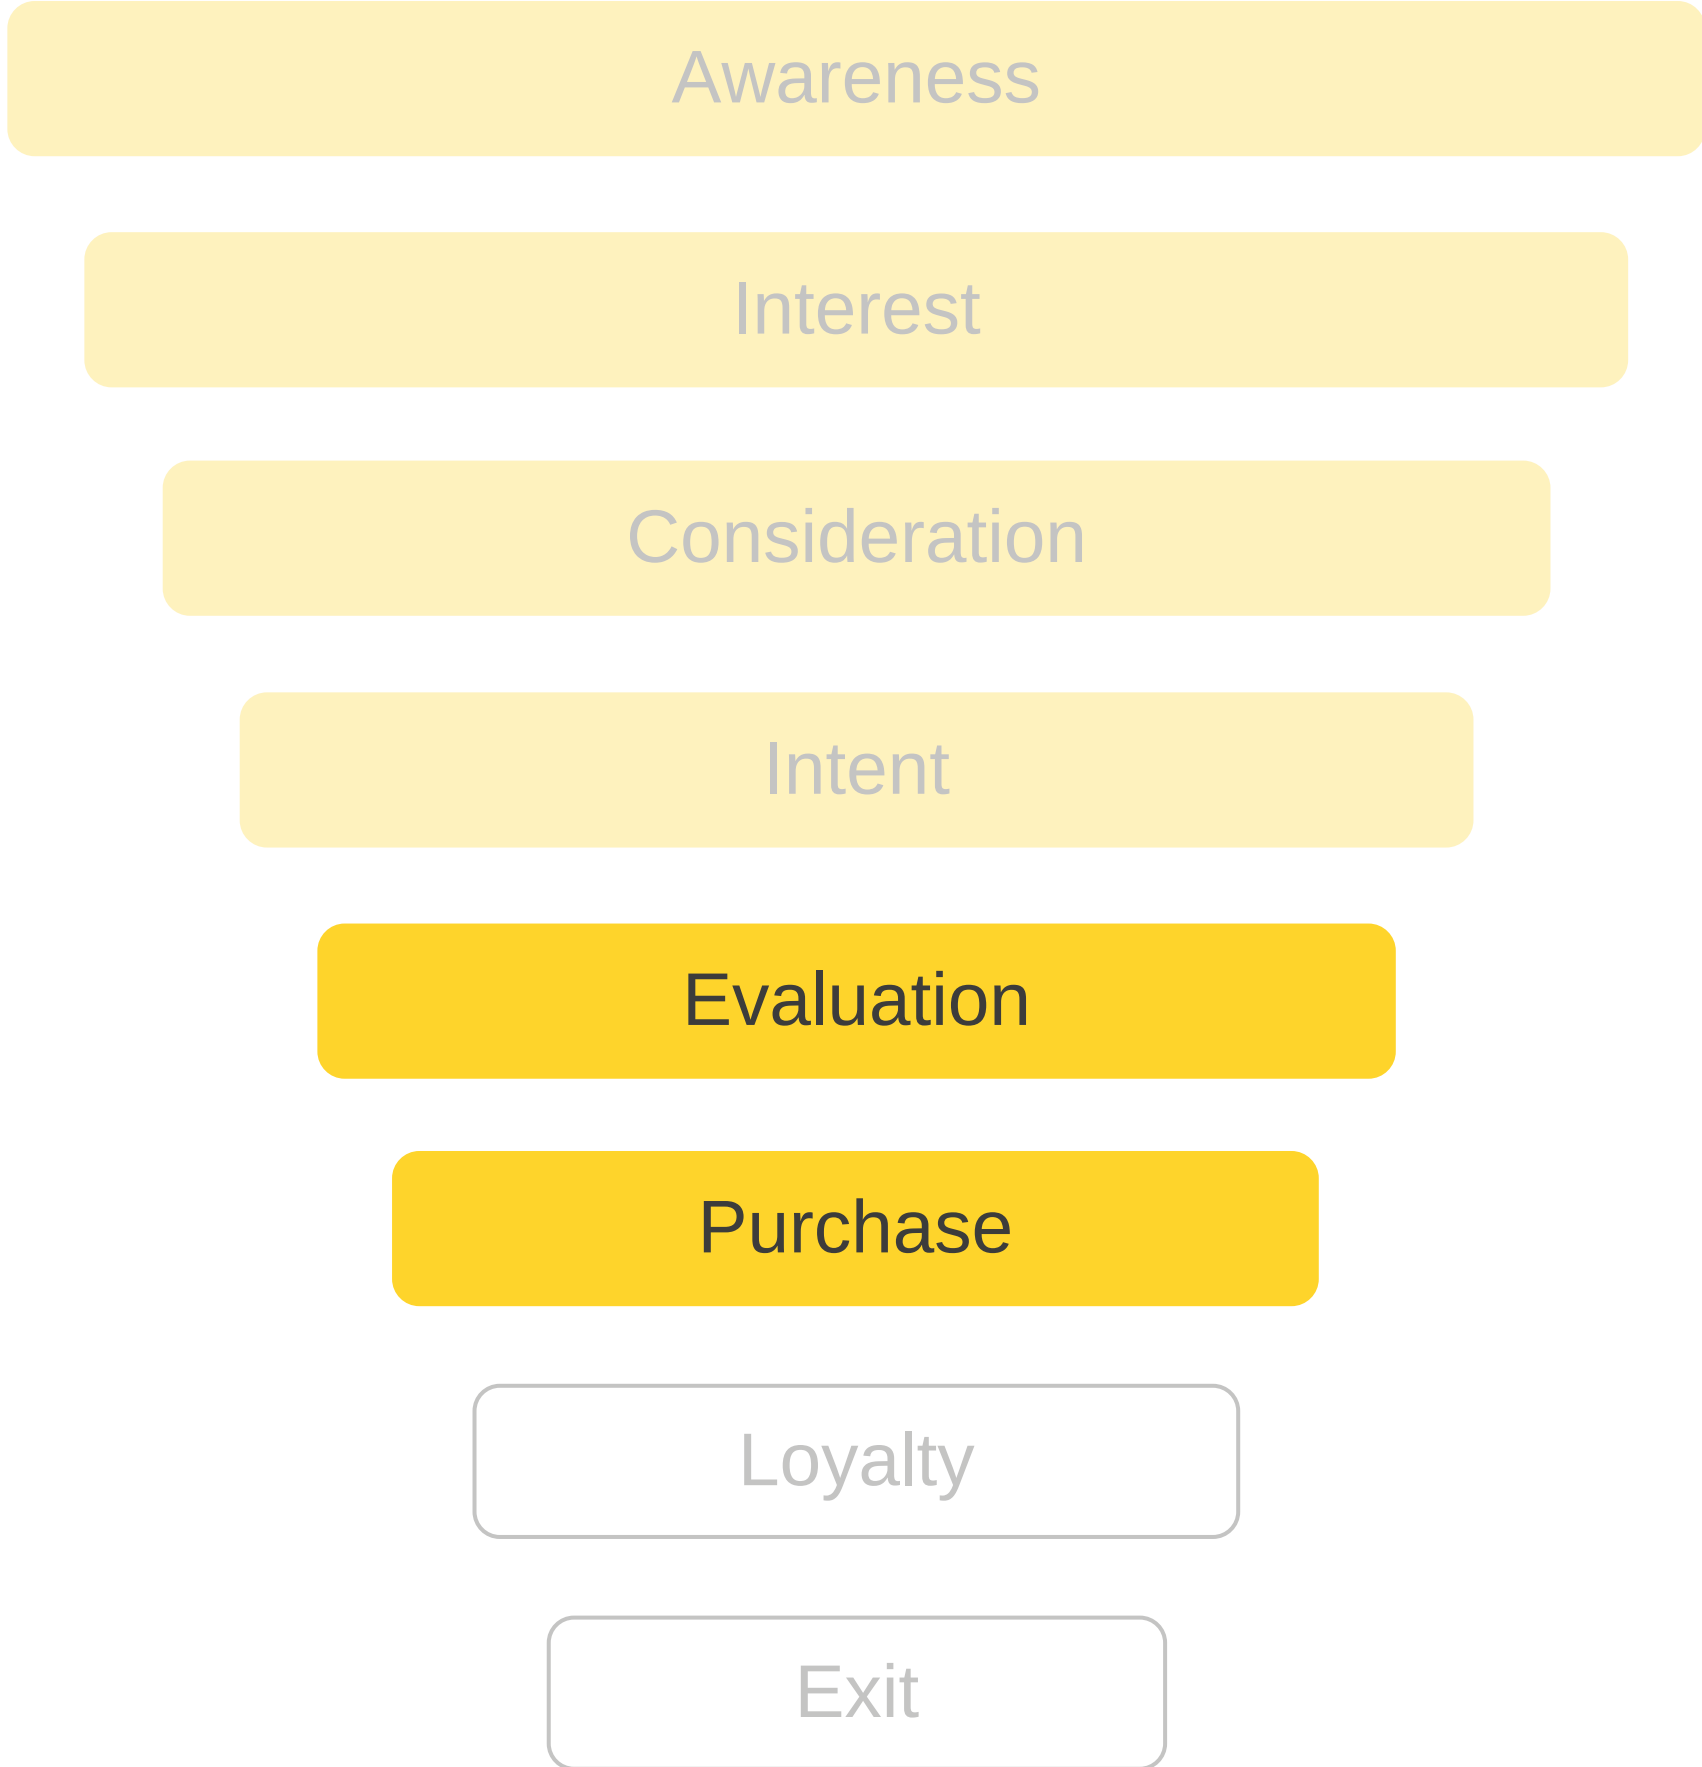 Awareness
Interest
Consideration
Intent
Evaluation
Purchase
Loyalty
Exit